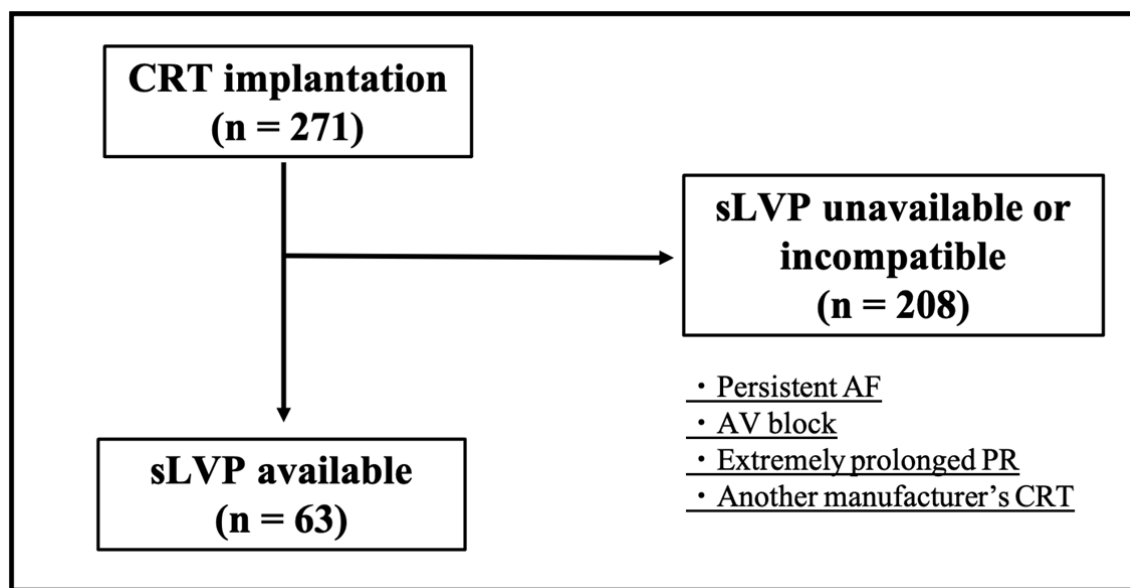 CRT implantation
(n = 271)
sLVP unavailable or
incompatible
(n = 208)
・Persistent AF
・AV block
・Extremely prolonged PR
・Another manufacturer’s CRT
sLVP available
(n = 63)